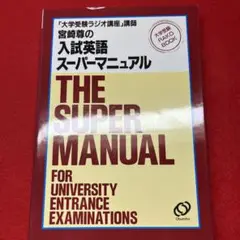 「大学受験ラジオ講座」講師
宮崎尊の
入試英語
スーパーマニュアル
大学受験
RADIO
BOOK
THE
SUPER
MANUAL
FOR
UNIVERSITY
ENTRANCE
EXAMINATIONS
Obunsha